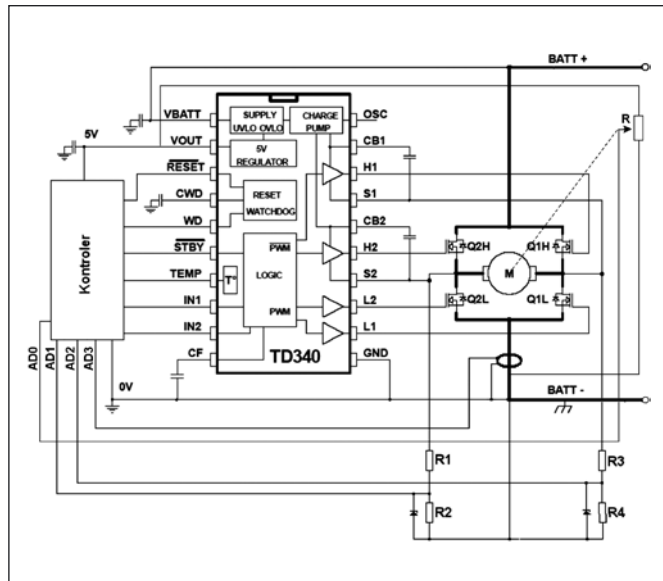 BATT +
VBATT
SUPPLY
UVLO OVLO
CHARGE
PUMP
OSC
5V
VOUT
5V
REGULATOR
CB1
R
RESET
H1
CWD
RESET
WATCHDOG
S1
WD
CB2
STBY
PWM
H2
Q2H
Q1H
Kontroler
TEMP
T°
LOGIC
S2
M
IN1
L2
Q2L
Q1L
IN2
PWM
L1
CF
TD340
GND
AD0
AD1
AD2
AD3
0V
BATT -
R1
R3
R2
R4